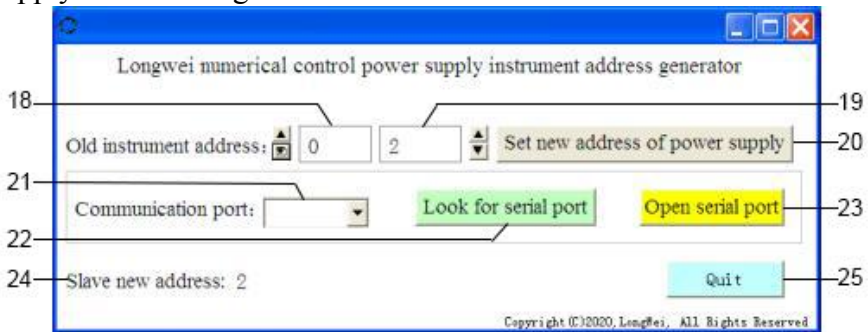 Longwei numerical control power supply instrument address generator
18
19
Old instrument address: 0 2 Set new address of power supply
20
21
Communication port: Look for serial port Open serial port
23
22
24
Slave new address: 2 Quit
25
Copyright (C)2020, LongWei, All Rights Reserved